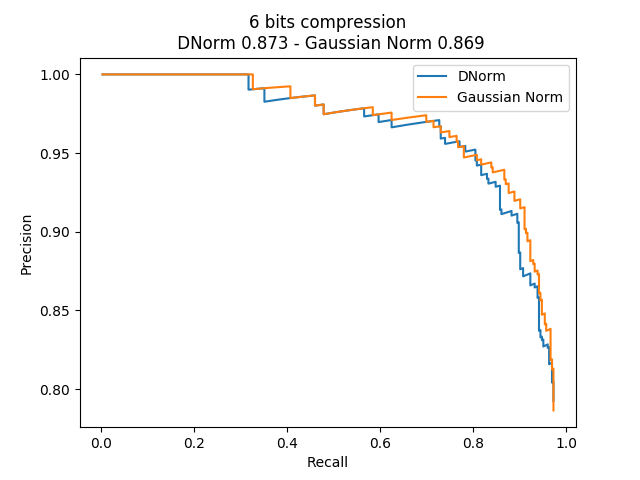 6 bits compression
DNorm 0.873 - Gaussian Norm 0.869
DNorm
Gaussian Norm
Precision
1.00
0.95
0.90
0.85
0.80
0.0 0.2 0.4 0.6 0.8 1.0
Recall